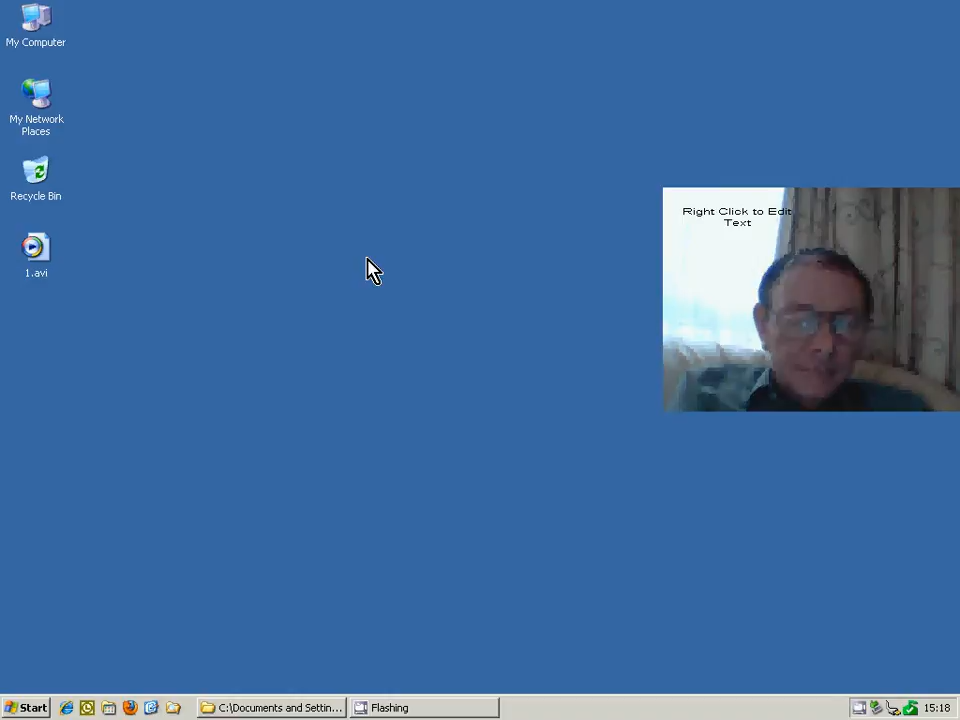 My Computer
My Network
Places
Recycle Bin
1.avi
Right Click to Edit
Text
Start
C:\Documents and Settin...
Flashing
15:18